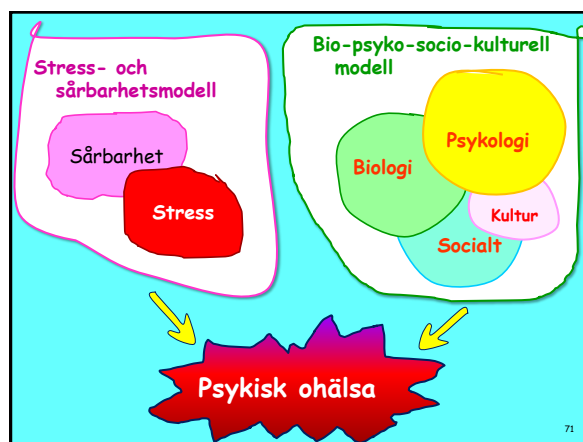 Stress- och
sårbarhetsmodell
Sårbarhet
Stress
Bio-psyko-socio-kulturell
modell
Psykologi
Biologi
Kultur
Socialt
Psykisk ohälsa
71